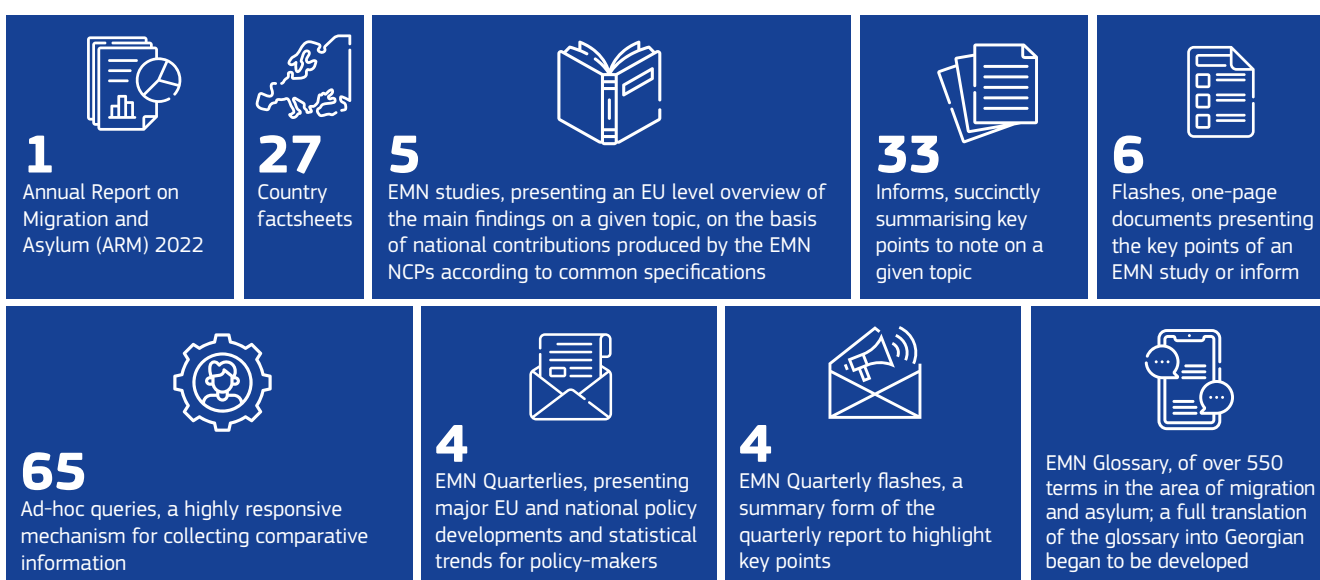 1
Annual Report on
Migration and
Asylum (ARM) 2022
27
Country
factsheets
5
EMN studies, presenting an EU level overview of
the main findings on a given topic, on the basis
of national contributions produced by the EMN
NCPs according to common specifications
33
Informs, succinctly
summarising key
points to note on a
given topic
6
Flashes, one-page
documents presenting
the key points of an
EMN study or inform
65
Ad-hoc queries, a highly responsive
mechanism for collecting comparative
information
4
EMN Quarterlies, presenting
major EU and national policy
developments and statistical
trends for policy-makers
4
EMN Quarterly flashes, a
summary form of the
quarterly report to highlight
key points
EMN Glossary, of over 550
terms in the area of migration
and asylum; a full translation
of the glossary into Georgian
began to be developed